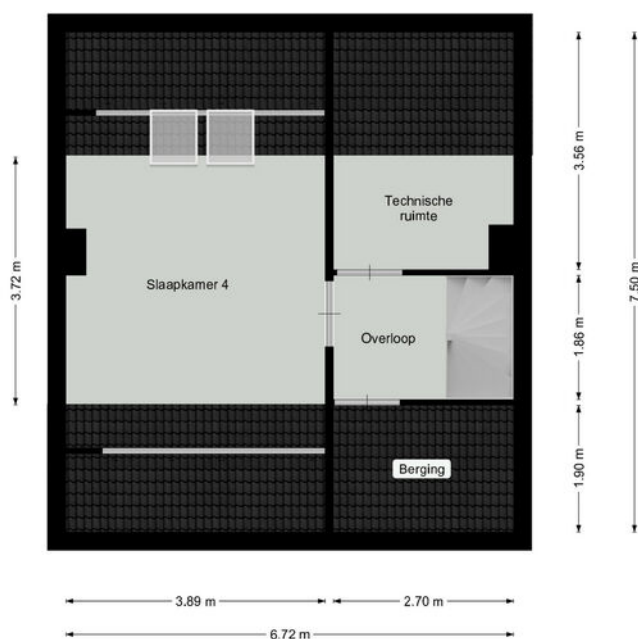 3.56 m
Technische
ruimte
3.72 m
Slaapkamer 4
7.50 m
Overloop
1.86 m
Berging
1.90 m
3.89 m
2.70 m
6.72 m